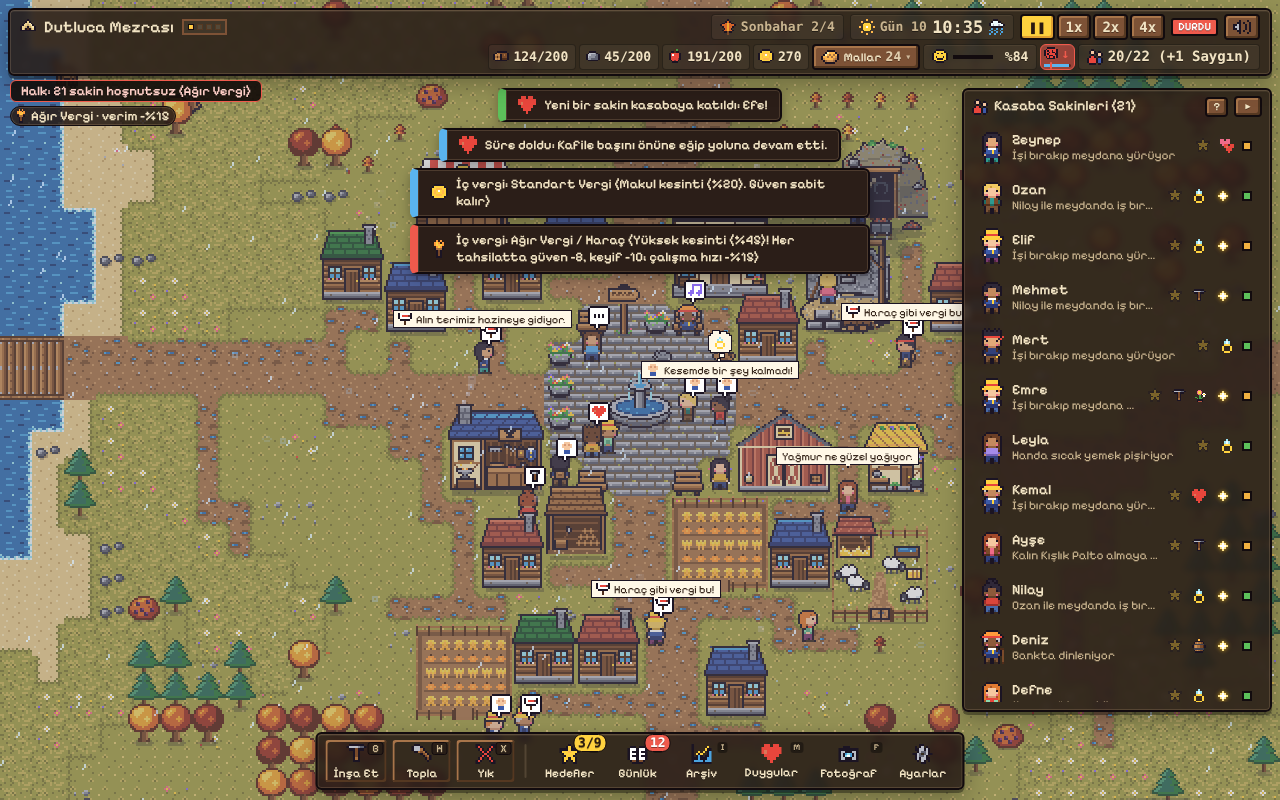 Dutluca Mezrası
Sonbahar 2/4
Gün 10 10:35
1x
2x
4x
DURDU
124/200
45/200
191/200
270
Mallar 24
%84
20/22 (+1 Saygın)
Halk: 21 sakin hoşnutsuz (Ağır Vergi)
Ağır Vergi · verim -%18
Yeni bir sakin kasabaya katıldı: Efe!
Süre doldu: Kafile başını önüne eğip yoluna devam etti.
İç vergi: Standart Vergi (Makul kesinti (%20). Güven sabit
kalır)
İç vergi: Ağır Vergi / Haraç (Yüksek kesinti (%45)! Her
tahsilatta güven -8, keyif -10; çalışma hızı -%18)
Alın terimiz hazineye gidiyor.
Haraç gibi vergi bu
Kesemde bir şey kalmadı!
Yağmur ne güzel yağıyor.
Haraç gibi vergi bu!
Kasaba Sakinleri (21)
?
Zeynep
İşi bırakıp meydana yürüyor
Ozan
Nilay ile meydanda iş bır...
Elif
İşi bırakıp meydana yür...
Mehmet
Nilay ile meydanda iş bır...
Mert
İşi bırakıp meydana yürüyor
Emre
İşi bırakıp meydana ...
Leyla
Handa sıcak yemek pişiriyor
Kemal
İşi bırakıp meydana yür...
Ayşe
Kalın Kışlık Palto almaya ...
Nilay
Ozan ile meydanda iş bır...
Deniz
Bankta dinleniyor
Defne
İnşa Et
G
Topla
H
Yık
X
Hedefler
3/9
Günlük
12
Arşiv
I
Duygular
M
Fotoğraf
F
Ayarlar